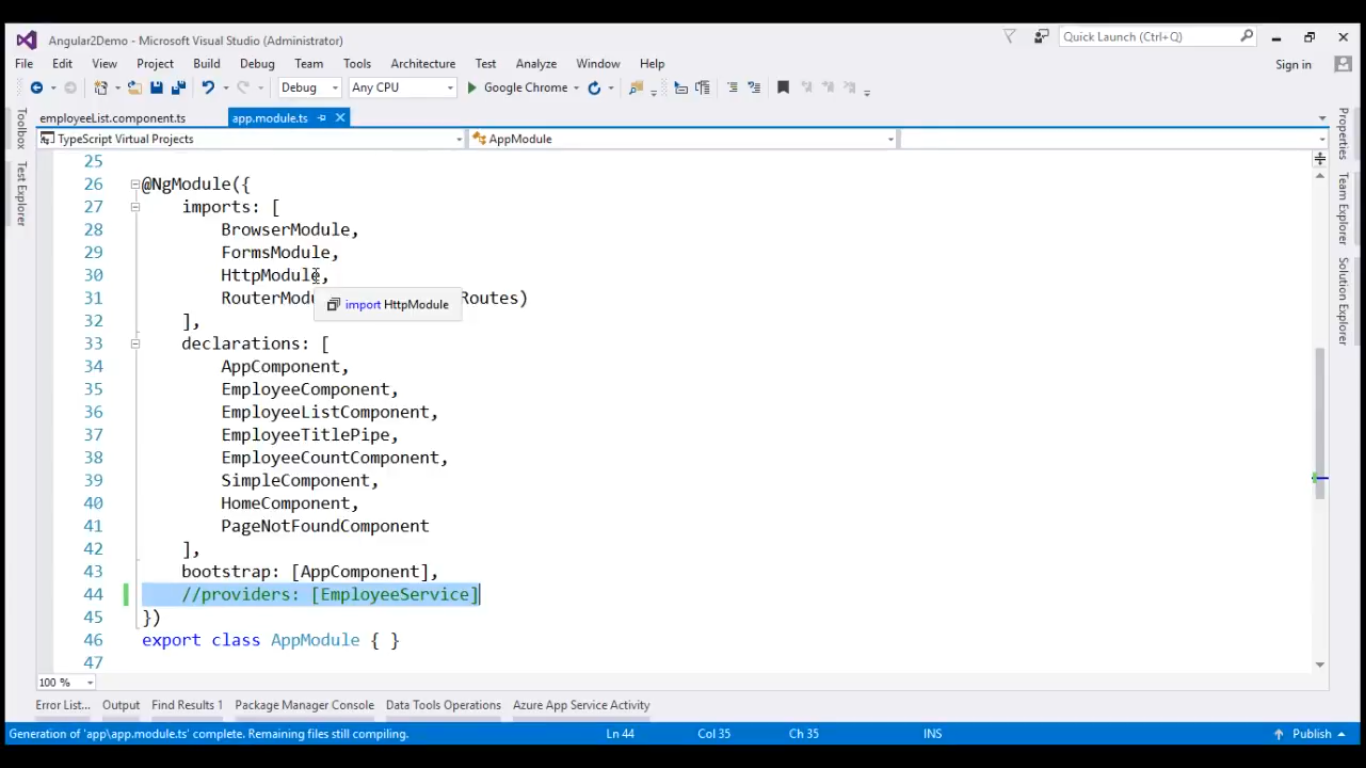 Angular2Demo - Microsoft Visual Studio (Administrator)
Quick Launch (Ctrl+Q)
File Edit View Project Build Debug Team Tools Architecture Test Analyze Window Help
Sign in
Debug Any CPU Google Chrome
Toolbox
Test Explorer
employeeList.component.ts app.module.ts
TypeScript Virtual Projects AppModule
25
26 @NgModule({
27 imports: [
28 BrowserModule,
29 FormsModule,
30 HttpModule,
31 RouterModu Routes)
import HttpModule
32 ],
33 declarations: [
34 AppComponent,
35 EmployeeComponent,
36 EmployeeListComponent,
37 EmployeeTitlePipe,
38 EmployeeCountComponent,
39 SimpleComponent,
40 HomeComponent,
41 PageNotFoundComponent
42 ],
43 bootstrap: [AppComponent],
44 //providers: [EmployeeService]
45 })
46 export class AppModule { }
47
Properties
Team Explorer
Solution Explorer
100 %
Error List... Output Find Results 1 Package Manager Console Data Tools Operations Azure App Service Activity
Generation of 'app\app.module.ts' complete. Remaining files still compiling. Ln 44 Col 35 Ch 35 INS Publish